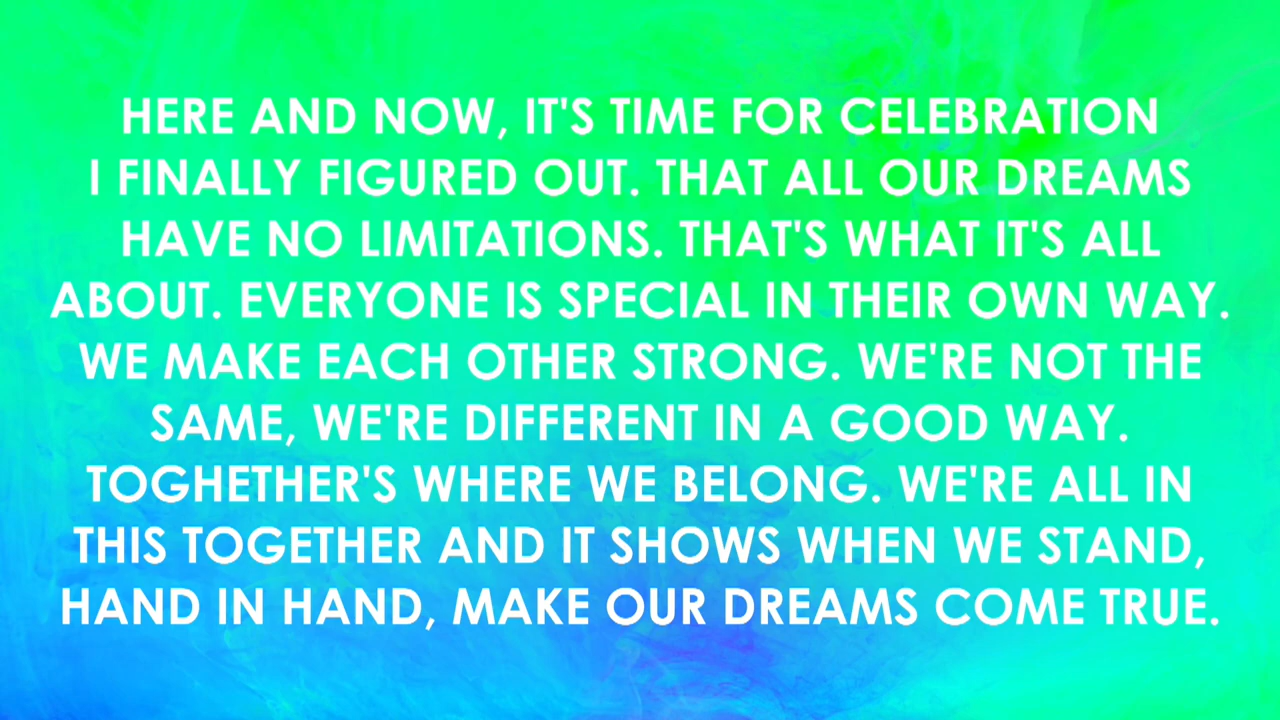 HERE AND NOW, IT'S TIME FOR CELEBRATION
I FINALLY FIGURED OUT. THAT ALL OUR DREAMS
HAVE NO LIMITATIONS. THAT'S WHAT IT'S ALL
ABOUT. EVERYONE IS SPECIAL IN THEIR OWN WAY.
WE MAKE EACH OTHER STRONG. WE'RE NOT THE
SAME, WE'RE DIFFERENT IN A GOOD WAY.
TOGHETHER'S WHERE WE BELONG. WE'RE ALL IN
THIS TOGETHER AND IT SHOWS WHEN WE STAND,
HAND IN HAND, MAKE OUR DREAMS COME TRUE.